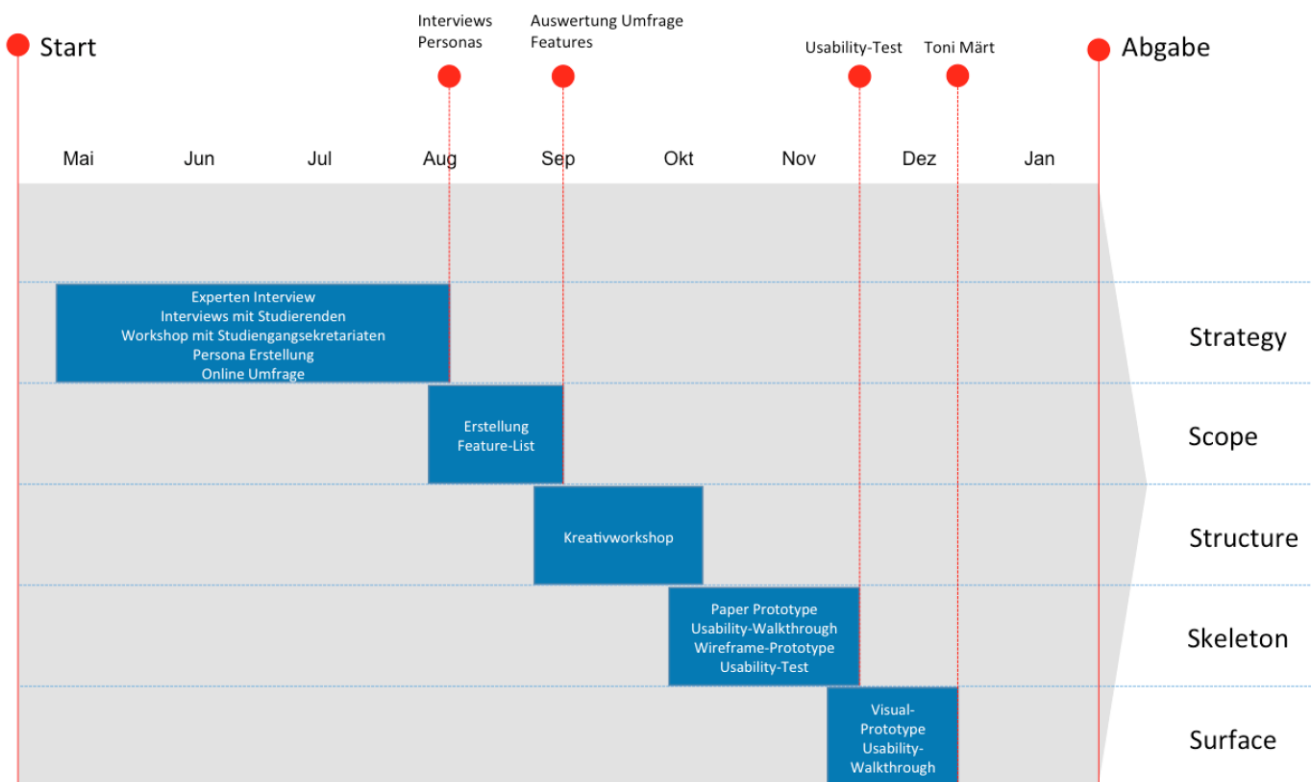 Start
Interviews
Personas
Auswertung Umfrage
Features
Usability-Test
Toni Märt
Abgabe
Mai Jun Jul Aug Sep Okt Nov Dez Jan
Experten Interview
Interviews mit Studierenden
Workshop mit Studiengangsekretariaten
Persona Erstellung
Online Umfrage
Strategy
Erstellung
Feature-List
Scope
Kreativworkshop
Structure
Paper Prototype
Usability-Walkthrough
Wireframe-Prototype
Usability-Test
Skeleton
Visual-
Prototype
Usability-
Walkthrough
Surface